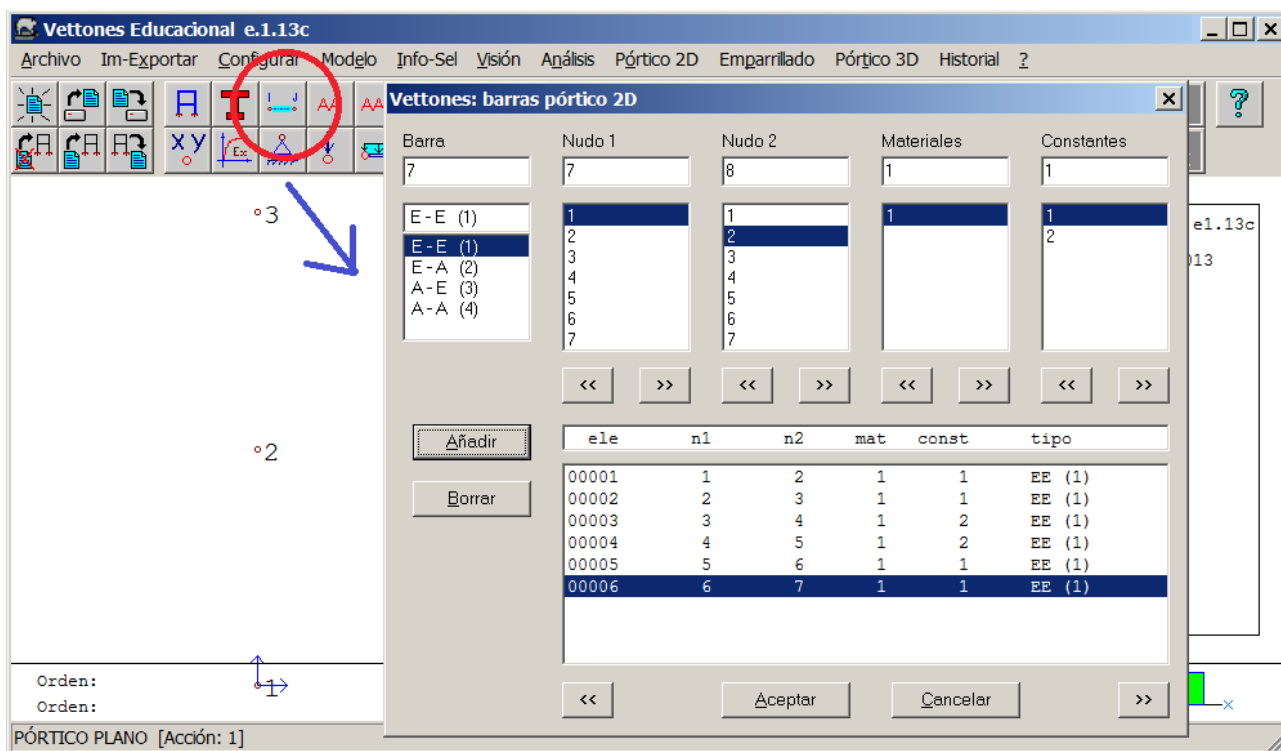 Vettones Educacional e.1.13c
Archivo Im-Exportar Configurar Modelo Info-Sel Visión Análisis Pórtico 2D Emparrillado Pórtico 3D Historial ?
AA AA
X Y Ex
Vettones: barras pórtico 2D
Barra Nudo 1 Nudo 2 Materiales Constantes
7 7 8 1 1
E-E (1)
E-E (1) 1 1 1 1
E-A (2) 2 2 2
A-E (3) 3 3
A-A (4) 4 4
5 5
6 6
7 7
<< >> << >> << >> << >>
Añadir
Borrar
ele n1 n2 mat const tipo
00001 1 2 1 1 EE (1)
00002 2 3 1 1 EE (1)
00003 3 4 1 2 EE (1)
00004 4 5 1 2 EE (1)
00005 5 6 1 1 EE (1)
00006 6 7 1 1 EE (1)
<< Aceptar Cancelar >>
3
2
1
e1.13c
013
x
Orden:
Orden:
PÓRTICO PLANO [Acción: 1]